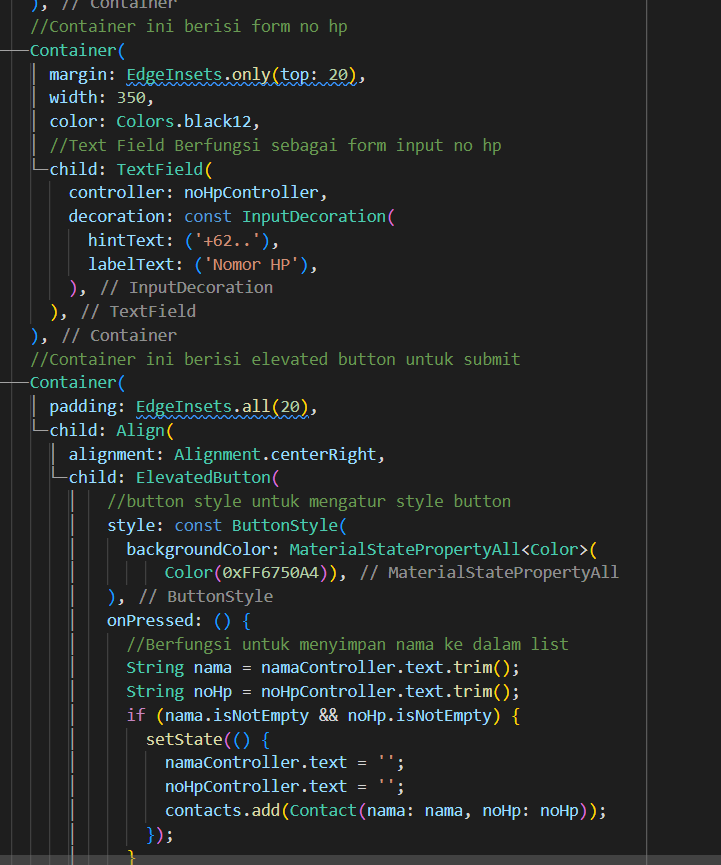 ), // Container
//Container ini berisi form no hp
Container(
margin: EdgeInsets.only(top: 20),
width: 350,
color: Colors.black12,
//Text Field Berfungsi sebagai form input no hp
child: TextField(
controller: noHpController,
decoration: const InputDecoration(
hintText: ('+62..'),
labelText: ('Nomor HP'),
), // InputDecoration
), // TextField
), // Container
//Container ini berisi elevated button untuk submit
Container(
padding: EdgeInsets.all(20),
child: Align(
alignment: Alignment.centerRight,
child: ElevatedButton(
//button style untuk mengatur style button
style: const ButtonStyle(
backgroundColor: MaterialStatePropertyAll<Color>(
Color(0xFF6750A4)), // MaterialStatePropertyAll
), // ButtonStyle
onPressed: () {
//Berfungsi untuk menyimpan nama ke dalam list
String nama = namaController.text.trim();
String noHp = noHpController.text.trim();
if (nama.isNotEmpty && noHp.isNotEmpty) {
setState(() {
namaController.text = '';
noHpController.text = '';
contacts.add(Contact(nama: nama, noHp: noHp));
});
}